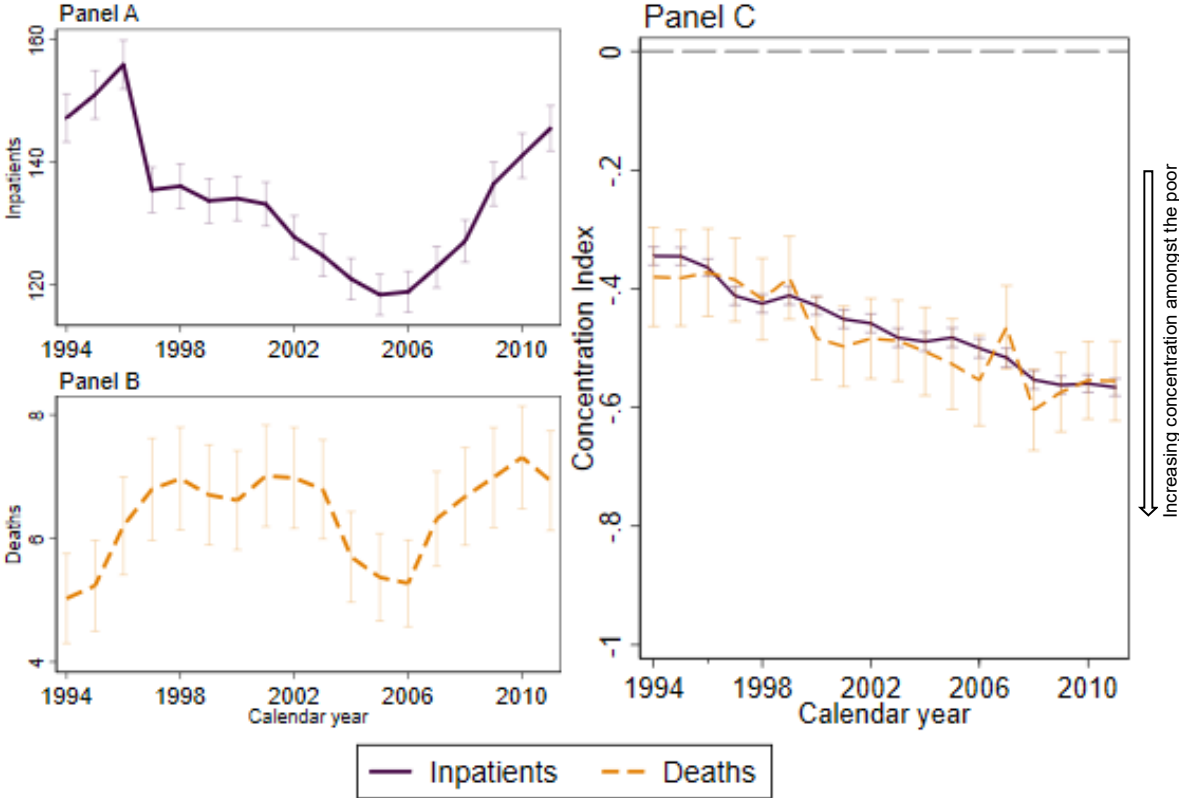 Panel A
160
140
120
Inpatients
1994 1998 2002 2006 2010
Panel B
8
6
4
Deaths
1994 1998 2002 2006 2010
Calendar year
Panel C
0
-.2
-.4
-.6
-.8
-1
Concentration Index
1994 1998 2002 2006 2010
Calendar year
Increasing concentration amongst the poor
Inpatients Deaths